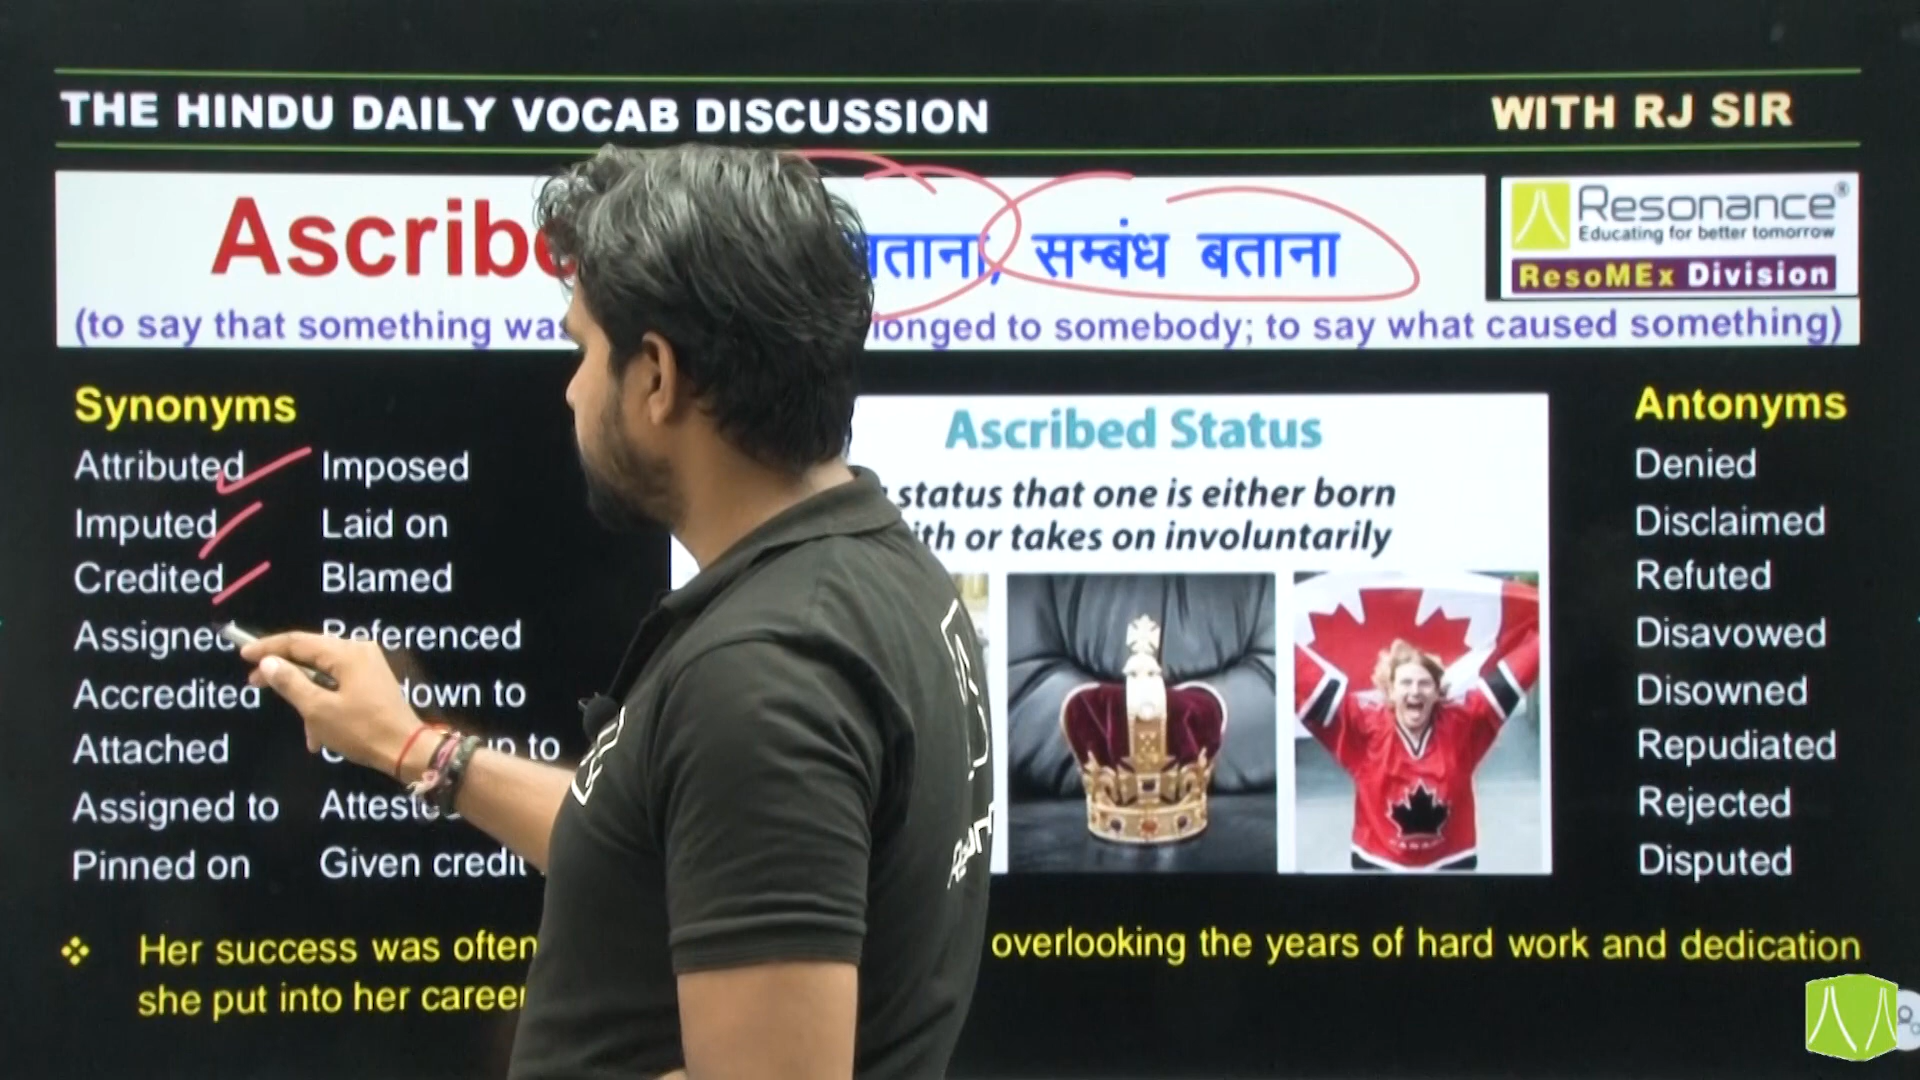 THE HINDU DAILY VOCAB DISCUSSION
WITH RJ SIR
सम्बंध बताना
Resonance®
Educating for better tomorrow
ResoMEx Division
(to say that something was
to somebody; to say what caused something)
Synonyms
Attributed Imposed
Imputed Laid on
Credited Blamed
Referenced
Accredited down to
Attached up to
Assigned to
Pinned on Given credit
Ascribed Status
status that one is either born
or takes on involuntarily
Antonyms
Denied
Disclaimed
Refuted
Disavowed
Disowned
Repudiated
Rejected
Disputed
Her success was often
overlooking the years of hard work and dedication
she put into her